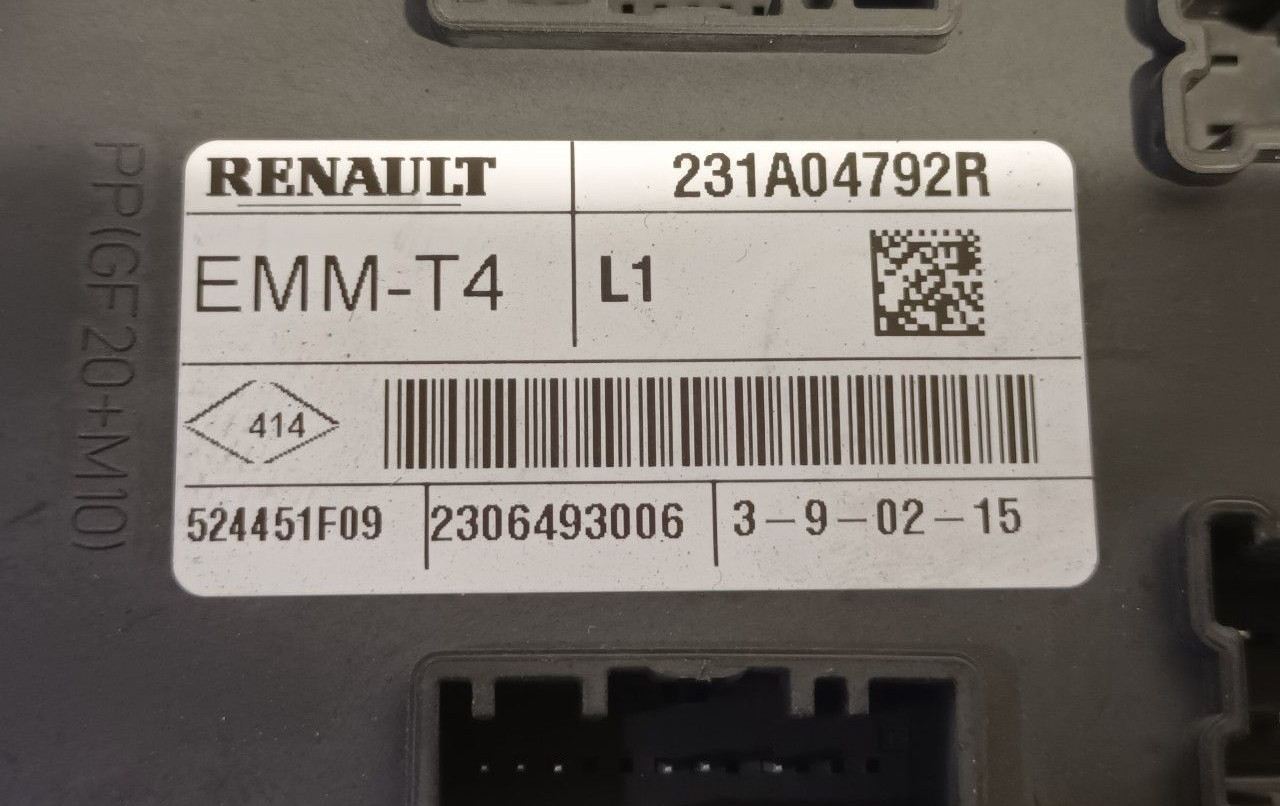 RENAULT
231A04792R
EMM-T4
L1
414
524451F09
2306493006
3-9-02-15
PP(GF20+M10)